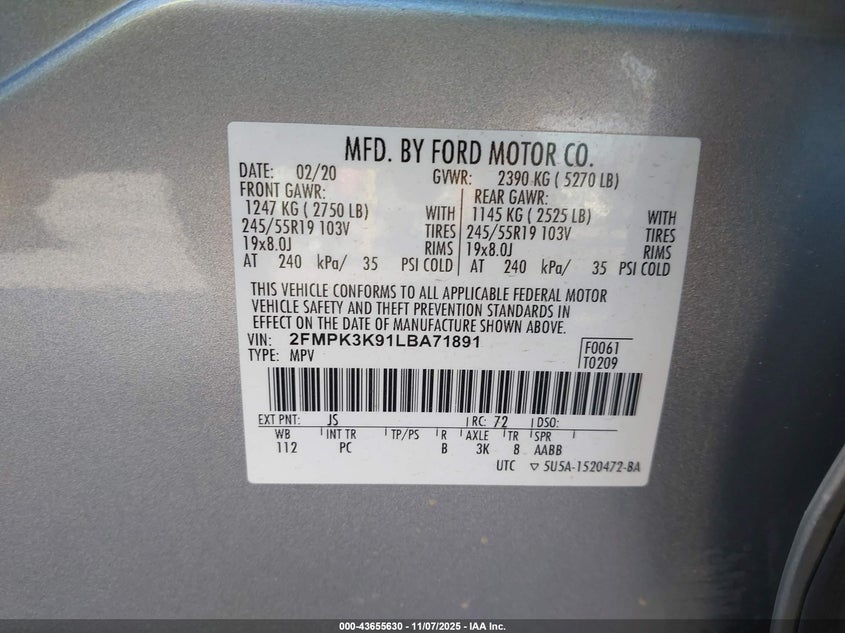 MFD. BY FORD MOTOR CO.
DATE: 02/20 GVWR: 2390 KG ( 5270 LB)
FRONT GAWR: REAR GAWR:
1247 KG ( 2750 LB) WITH 1145 KG ( 2525 LB) WITH
245/55R19 103V TIRES 245/55R19 103V TIRES
19x8.0J RIMS 19x8.0J RIMS
AT 240 kPa/ 35 PSI COLD AT 240 kPa/ 35 PSI COLD
THIS VEHICLE CONFORMS TO ALL APPLICABLE FEDERAL MOTOR
VEHICLE SAFETY AND THEFT PREVENTION STANDARDS IN
EFFECT ON THE DATE OF MANUFACTURE SHOWN ABOVE.
VIN: 2FMPK3K91LBA71891
TYPE: MPV
F0061
T0209
EXT PNT: JS RC: 72 DSO:
WB INT TR TP/PS R AXLE TR SPR
112 PC B 3K 8 AABB
UTC ▽ 5U5A-1520472-BA
000-43655630 - 11/07/2025 - IAA Inc.